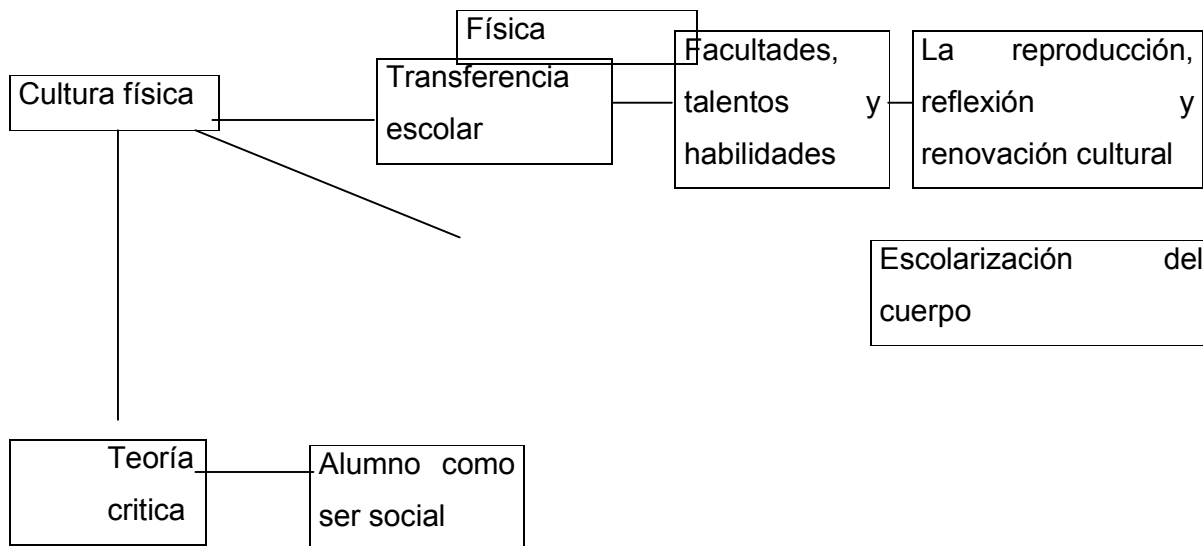 Física
Cultura física
Transferencia
escolar
Facultades,
talentos y
habilidades
La reproducción,
reflexión y
renovación cultural
Escolarización del
cuerpo
Teoría
critica
Alumno como
ser social